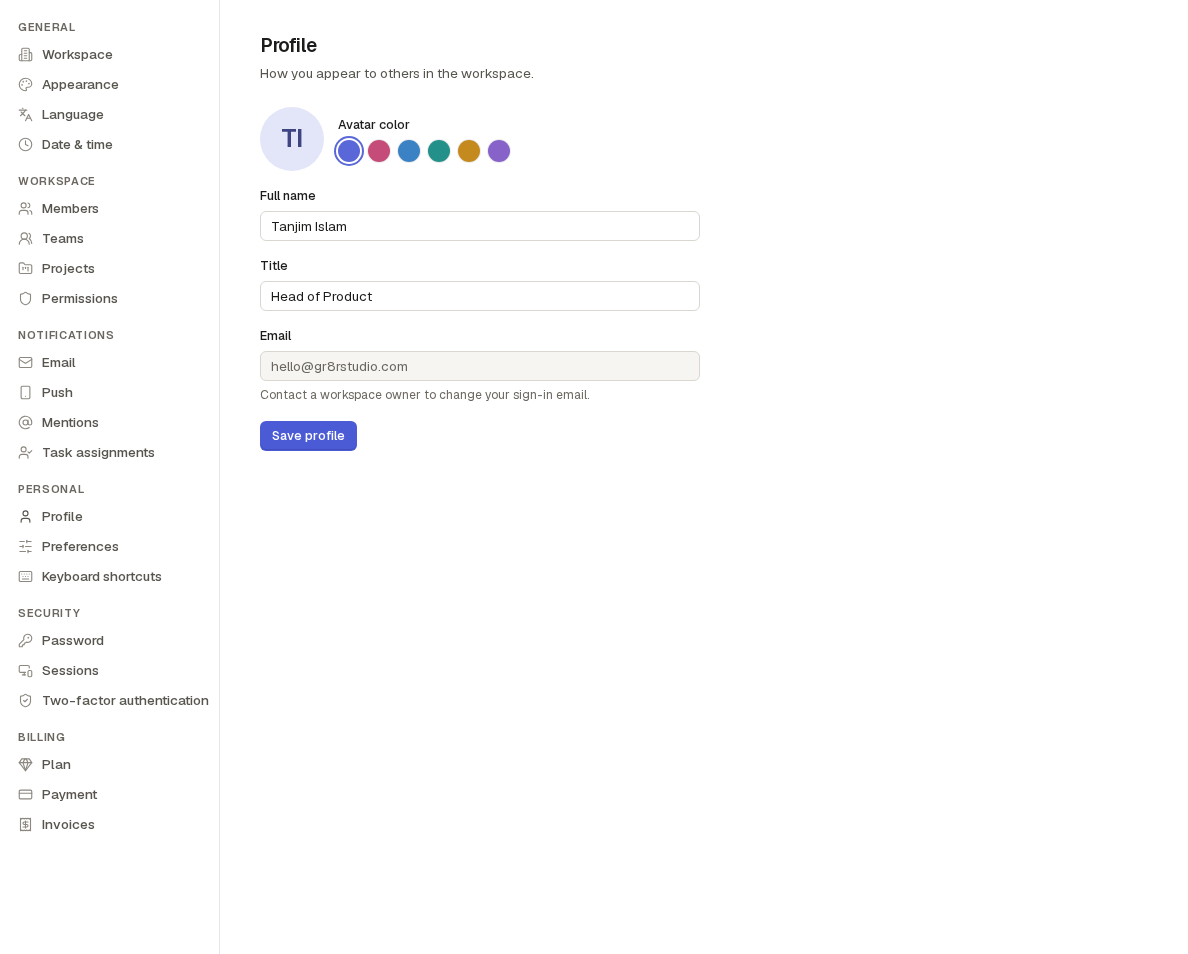 GENERAL
Workspace
Appearance
Language
Date & time
WORKSPACE
Members
Teams
Projects
Permissions
NOTIFICATIONS
Email
Push
Mentions
Task assignments
PERSONAL
Profile
Preferences
Keyboard shortcuts
SECURITY
Password
Sessions
Two-factor authentication
BILLING
Plan
Payment
Invoices
Profile
How you appear to others in the workspace.
TI
Avatar color
Full name
Tanjim Islam
Title
Head of Product
Email
hello@gr8rstudio.com
Contact a workspace owner to change your sign-in email.
Save profile